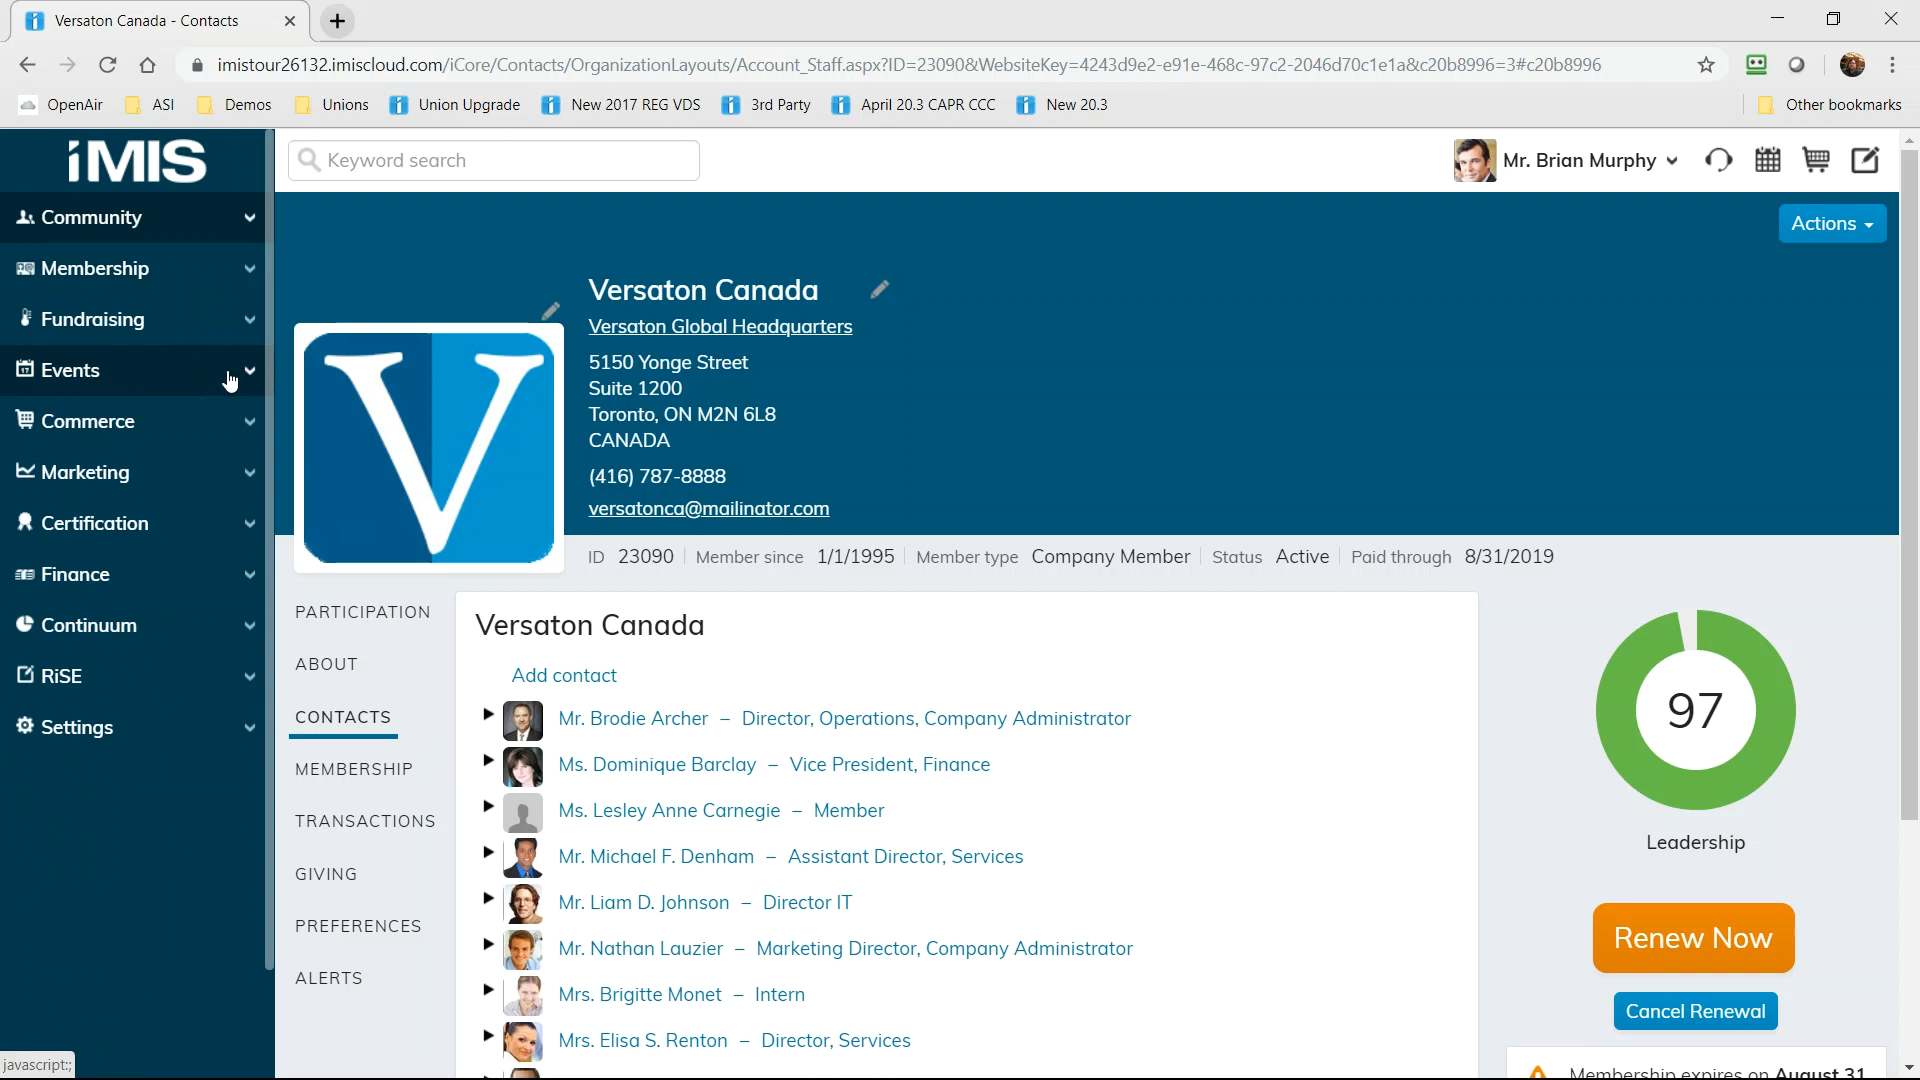 Versaton Canada - Contacts
imistour26132.imiscloud.com/iCore/Contacts/OrganizationLayouts/Account_Staff.aspx?ID=23090&WebsiteKey=4243d9e2-e91e-468c-97c2-2046d70c1e1a&c20b8996=3#c20b8996
OpenAir ASI Demos Unions Union Upgrade New 2017 REG VDS 3rd Party April 20.3 CAPR CCC New 20.3 Other bookmarks
iMIS
Keyword search
Mr. Brian Murphy
Community
Membership
Fundraising
Events
Commerce
Marketing
Certification
Finance
Continuum
RiSE
Settings
javascript:;
Actions
Versaton Canada
Versaton Global Headquarters
5150 Yonge Street
Suite 1200
Toronto, ON M2N 6L8
CANADA
(416) 787-8888
versatonca@mailinator.com
V
ID 23090 Member since 1/1/1995 Member type Company Member Status Active Paid through 8/31/2019
PARTICIPATION
ABOUT
CONTACTS
MEMBERSHIP
TRANSACTIONS
GIVING
PREFERENCES
ALERTS
Versaton Canada
Add contact
Mr. Brodie Archer – Director, Operations, Company Administrator
Ms. Dominique Barclay – Vice President, Finance
Ms. Lesley Anne Carnegie – Member
Mr. Michael F. Denham – Assistant Director, Services
Mr. Liam D. Johnson – Director IT
Mr. Nathan Lauzier – Marketing Director, Company Administrator
Mrs. Brigitte Monet – Intern
Mrs. Elisa S. Renton – Director, Services
97
Leadership
Renew Now
Cancel Renewal
Membership expires on August 31